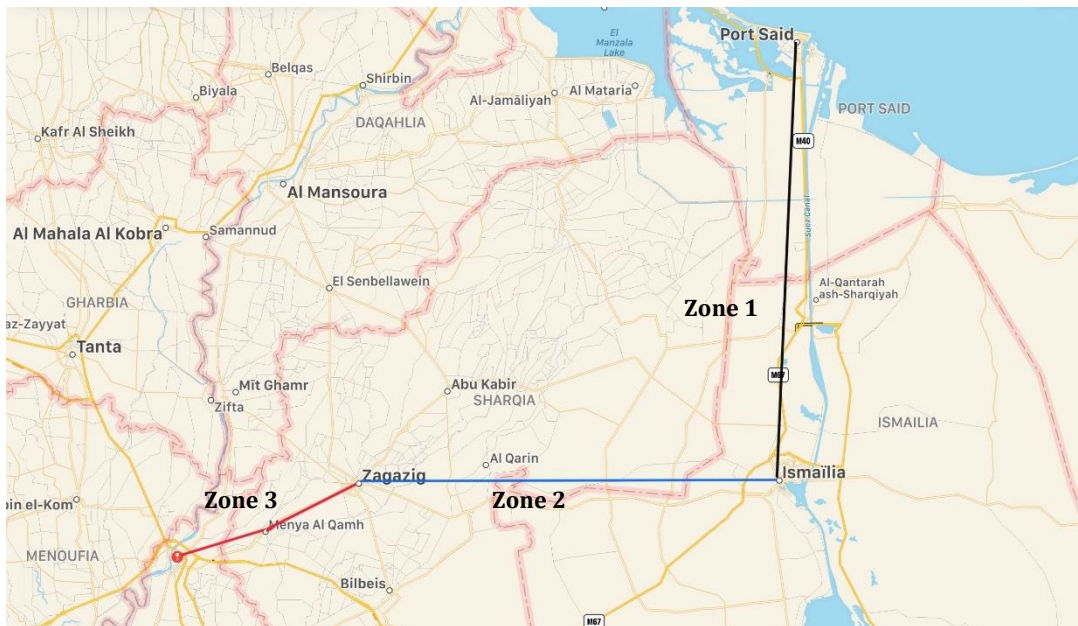 El
Manzala
Lake
Port Said
Belqas
Shirbin
Biyala
Al Mataria
Al-Jamāliyah
PORT SAID
DAQAHLIA
Kafr Al Sheikh
M40
Al Mansoura
Suez Canal
Al Mahala Al Kobra
Samannud
El Senbellawein
Al-Qantarah
ash-Sharqiyah
GHARBIA
Zone 1
az-Zayyat
Tanta
M67
Mīt Ghamr
Abu Kabir
SHARQIA
Zifta
ISMAILIA
Al Qarin
Zagazig
Ismaïlia
Zone 3
Zone 2
bin el-Kom
Menya Al Qamh
MENOUFIA
Bilbeis
M67